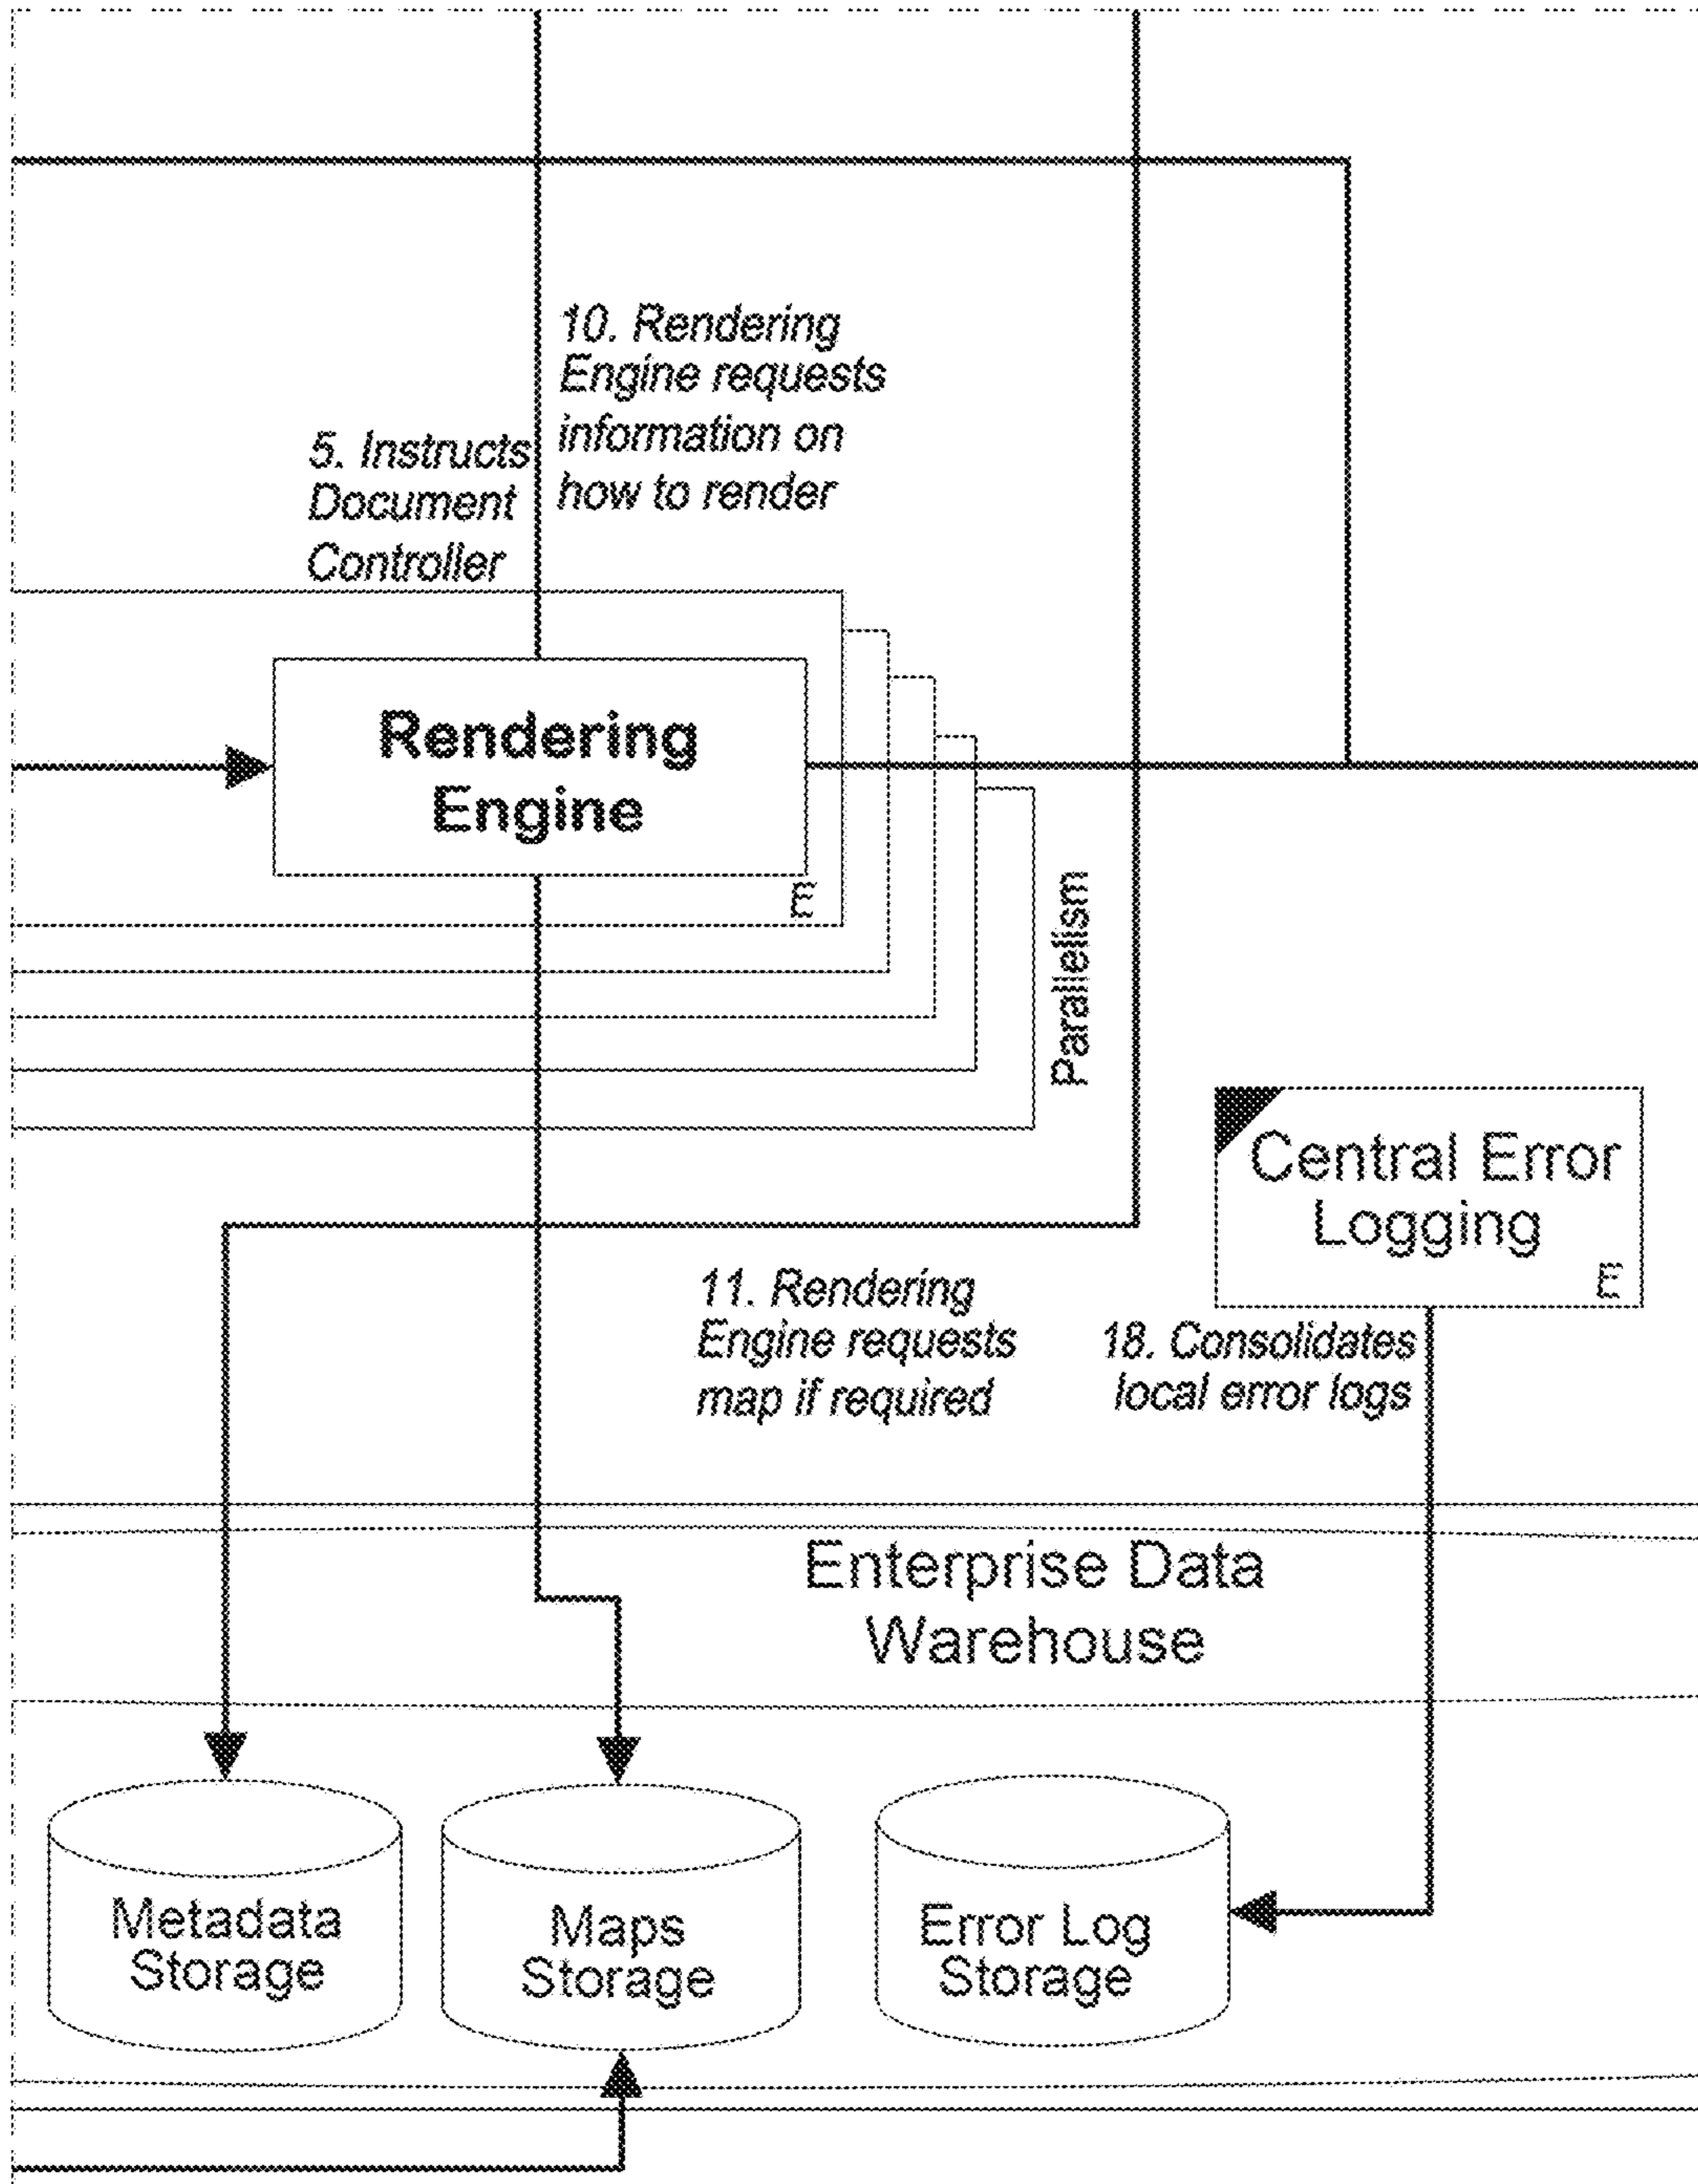 10. Rendering
Engine requests
information on
how to render
5. Instructs
Document
Controller
Rendering
Engine
E
Parallelism
Central Error
Logging
E
11. Rendering
Engine requests
map if required
18. Consolidates
local error logs
Enterprise Data
Warehouse
Metadata
Storage
Maps
Storage
Error Log
Storage